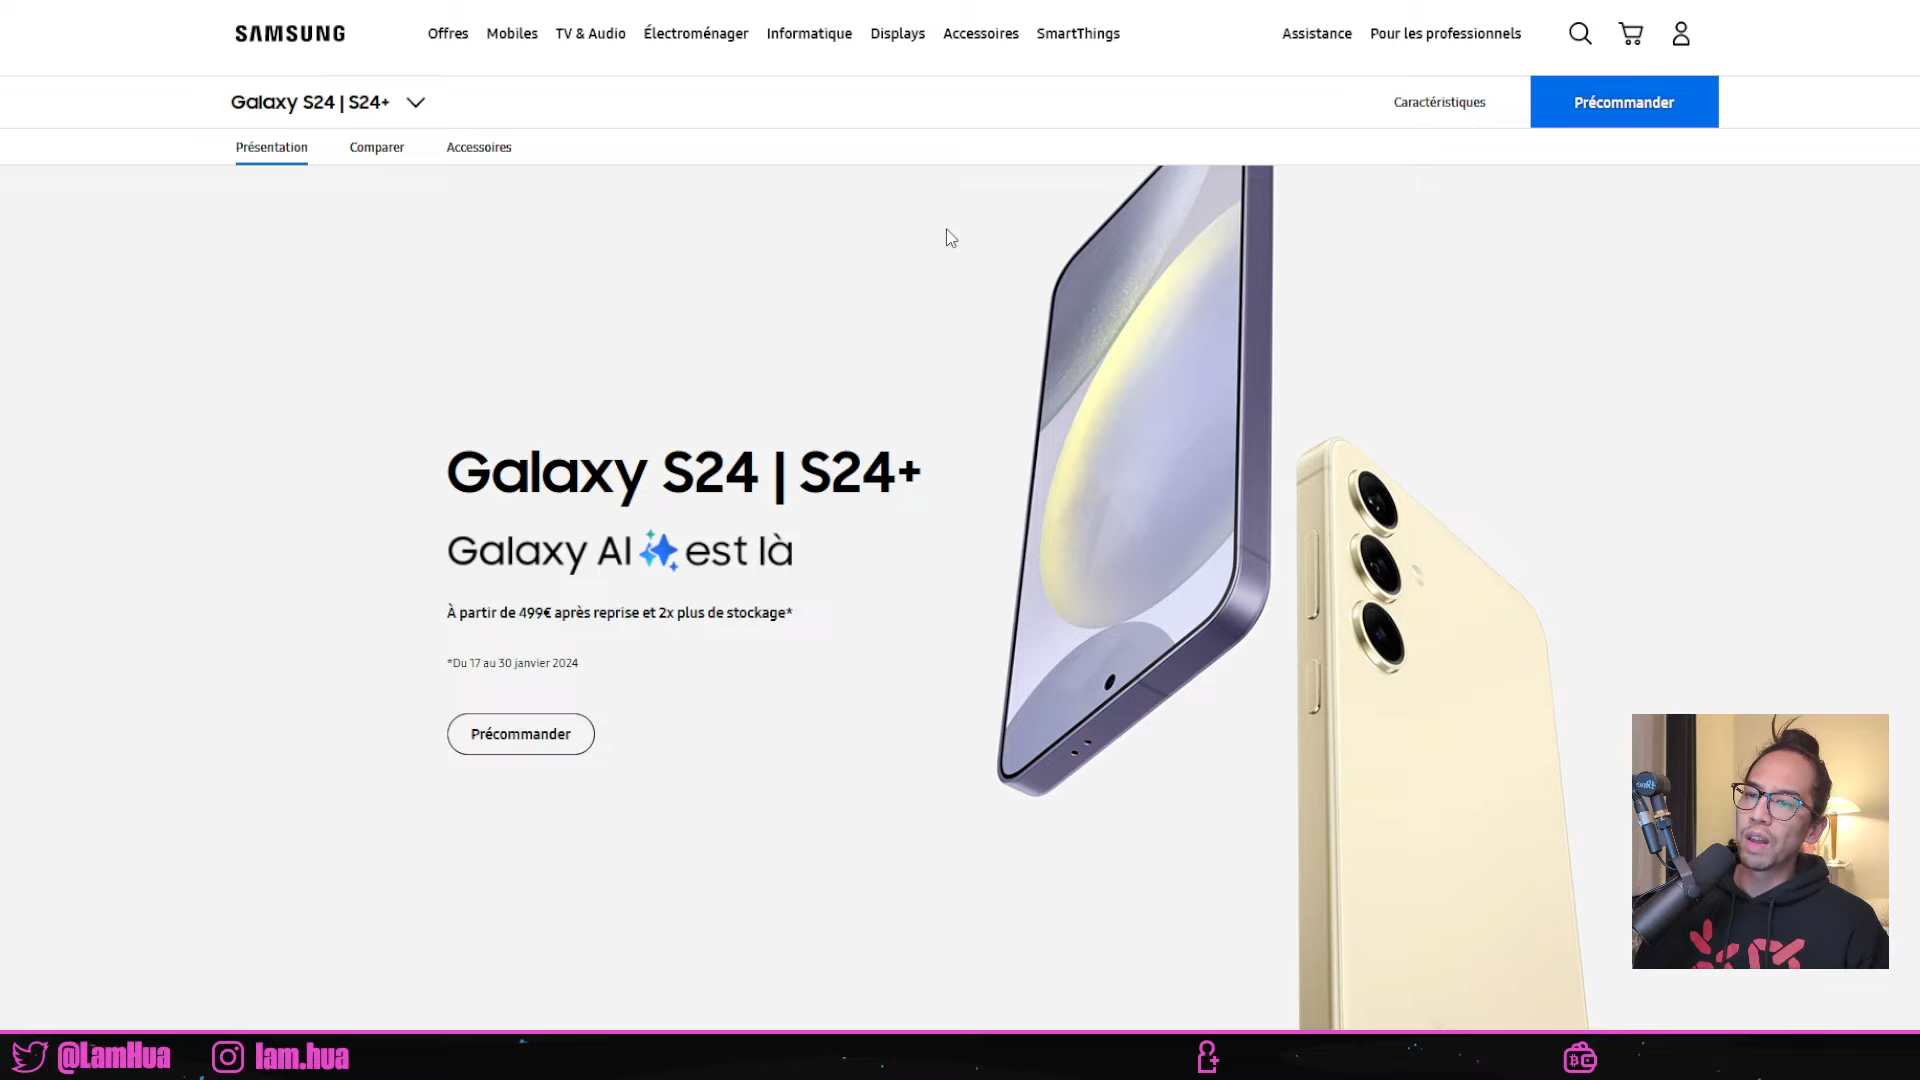 SAMSUNG
Offres Mobiles TV & Audio Électroménager Informatique Displays Accessoires SmartThings Assistance Pour les professionnels
Galaxy S24 | S24+
Caractéristiques
Précommander
Présentation Comparer Accessoires
Galaxy S24 | S24+
Galaxy AI est là
À partir de 499€ après reprise et 2x plus de stockage*
*Du 17 au 30 janvier 2024
Précommander
@LamHua
lam.hua